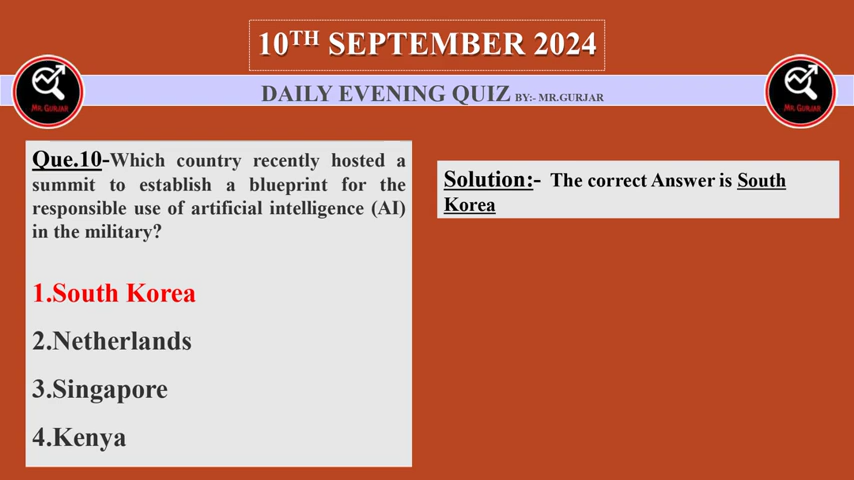 10TH SEPTEMBER 2024
DAILY EVENING QUIZ BY:- MR.GURJAR
MR. GURJAR
MR. GURJAR
Que.10-Which country recently hosted a
summit to establish a blueprint for the
responsible use of artificial intelligence (AI)
in the military?
1.South Korea
2.Netherlands
3.Singapore
4.Kenya
Solution:- The correct Answer is South
Korea